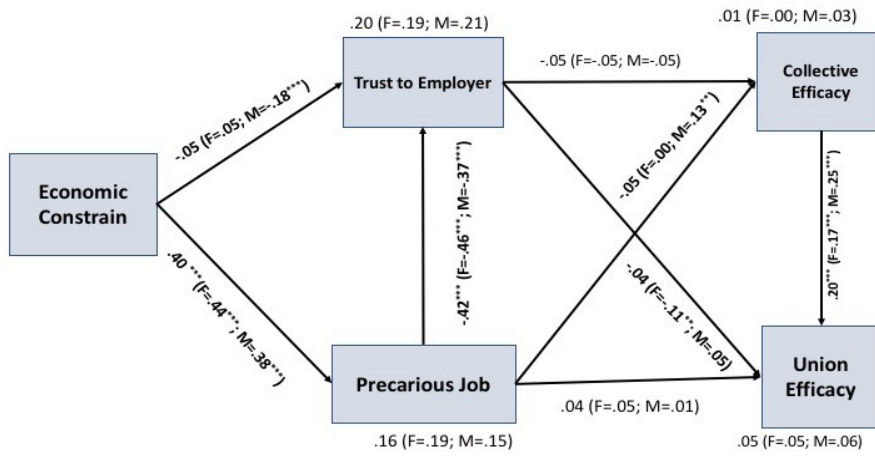 .20 (F=.19; M=.21)
.01 (F=.00; M=.03)
Trust to Employer
-.05 (F=-.05; M=-.05)
Collective
Efficacy
-.05 (F=.05; M=-.18***)
-.05 (F=.00; M=.13**)
Economic
Constrain
-.42*** (F=-.46***; M=-.37***)
.20*** (F=.17***; M=.25***)
.40 *** (F=.44***; M=.38***)
-.04 (F=-.11**; M=.05)
Precarious Job
Union
Efficacy
.04 (F=.05; M=.01)
.16 (F=.19; M=.15)
.05 (F=.05; M=.06)